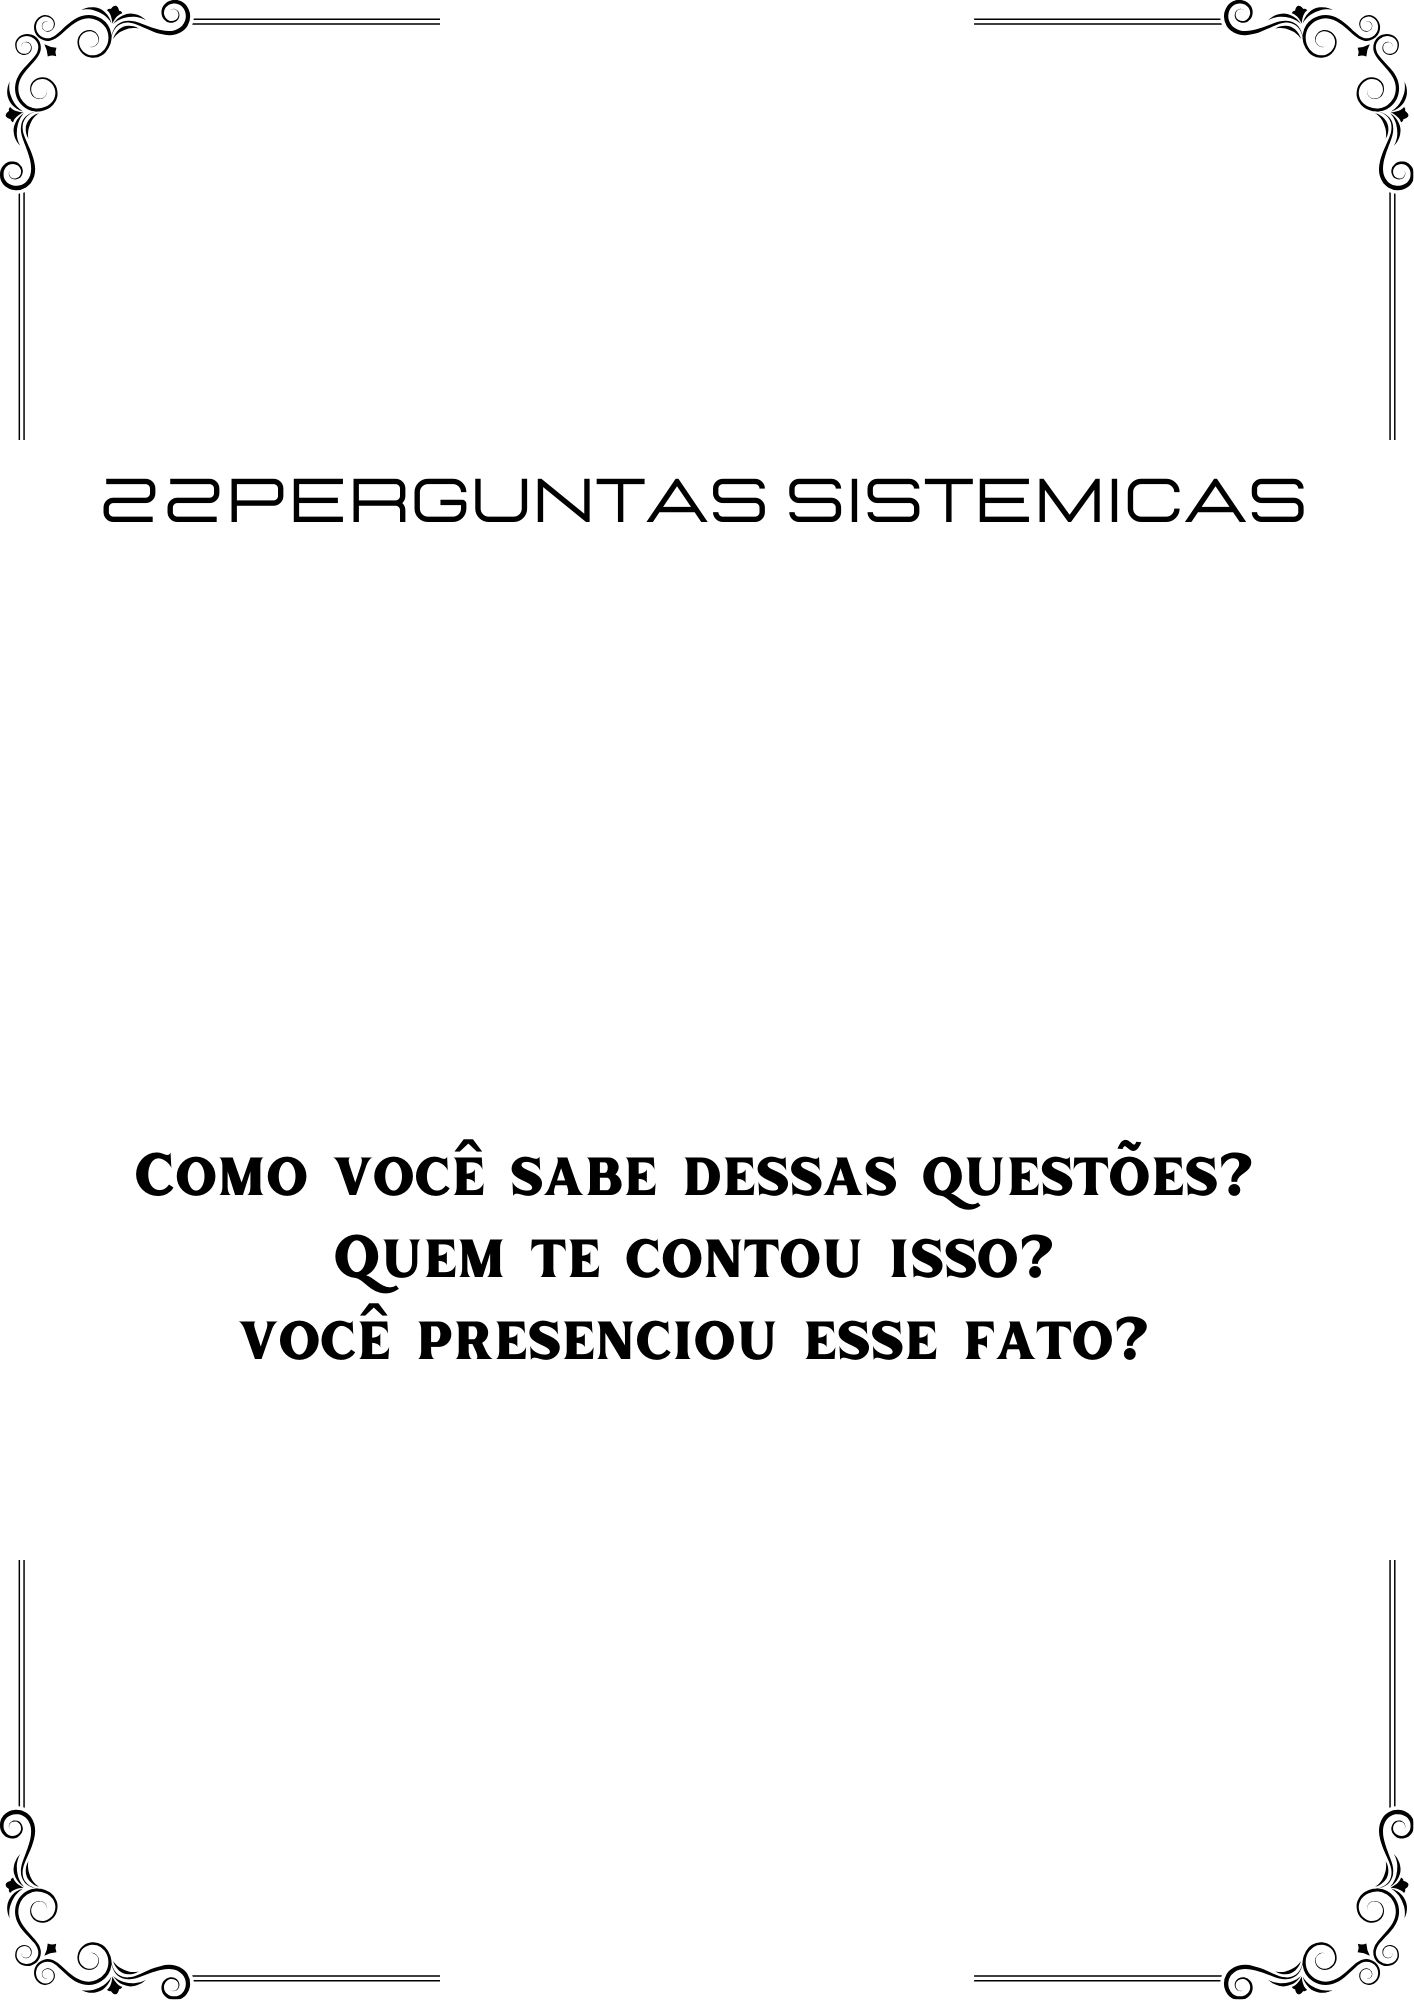 22PERGUNTAS SISTEMICAS
Como você sabe dessas questões?
Quem te contou isso?
você presenciou esse fato?